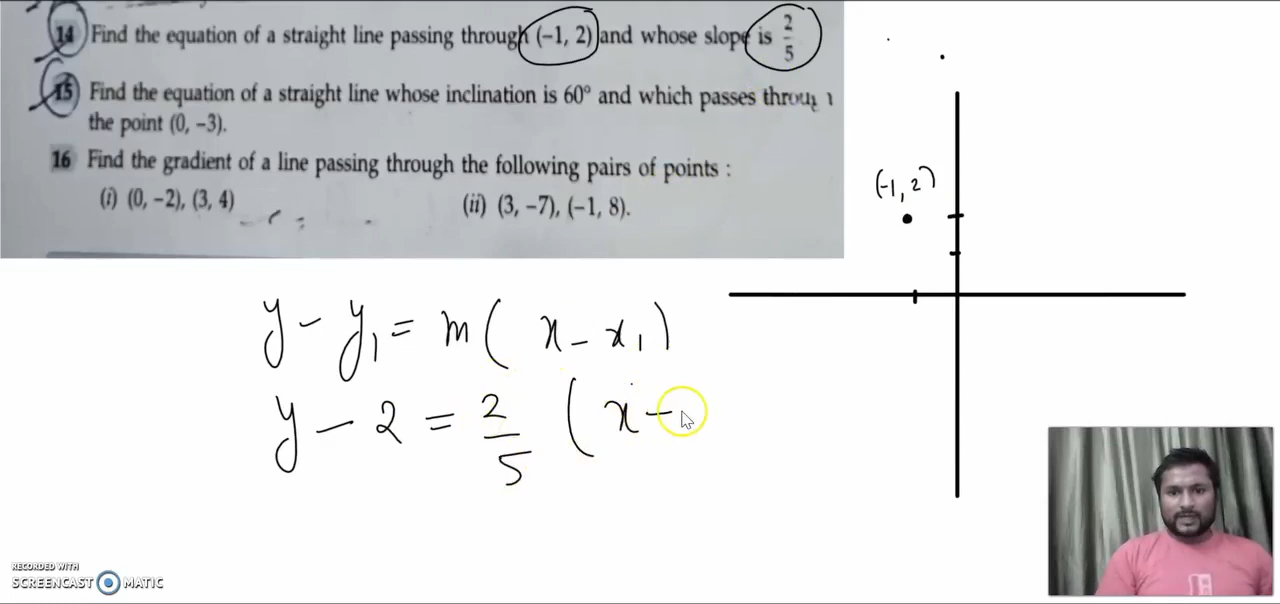 14 Find the equation of a straight line passing through (-1, 2) and whose slope is 2/5
15 Find the equation of a straight line whose inclination is 60° and which passes
the point (0, -3).
16 Find the gradient of a line passing through the following pairs of points :
(i) (0, -2), (3, 4) (ii) (3, -7), (-1, 8).
(-1, 2)
y - y₁ = m( x - x₁)
y - 2 = 2/5 ( x -
RECORDED WITH
SCREENCAST MATIC